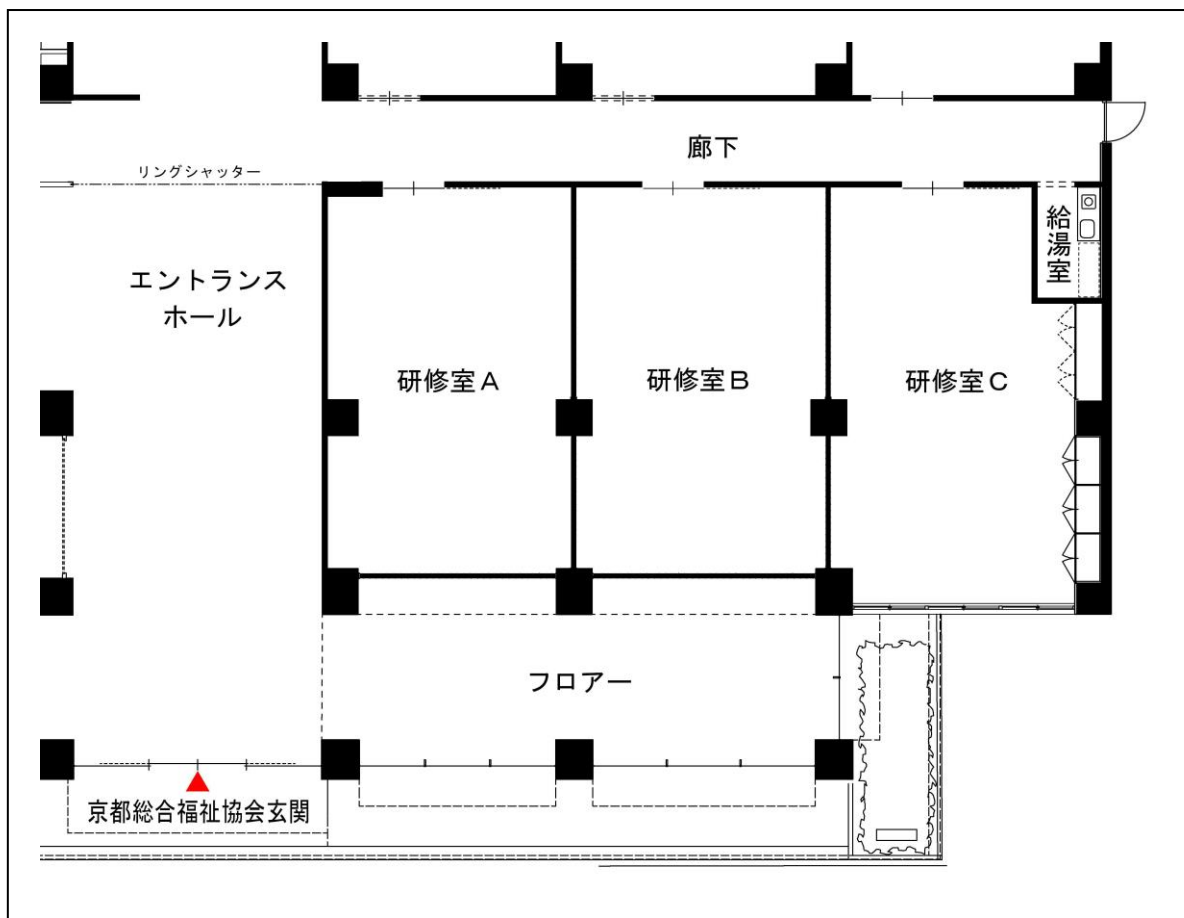 廊下
リングシャッター
給湯室
エントランス
ホール
研修室A
研修室B
研修室C
フロアー
京都総合福祉協会玄関